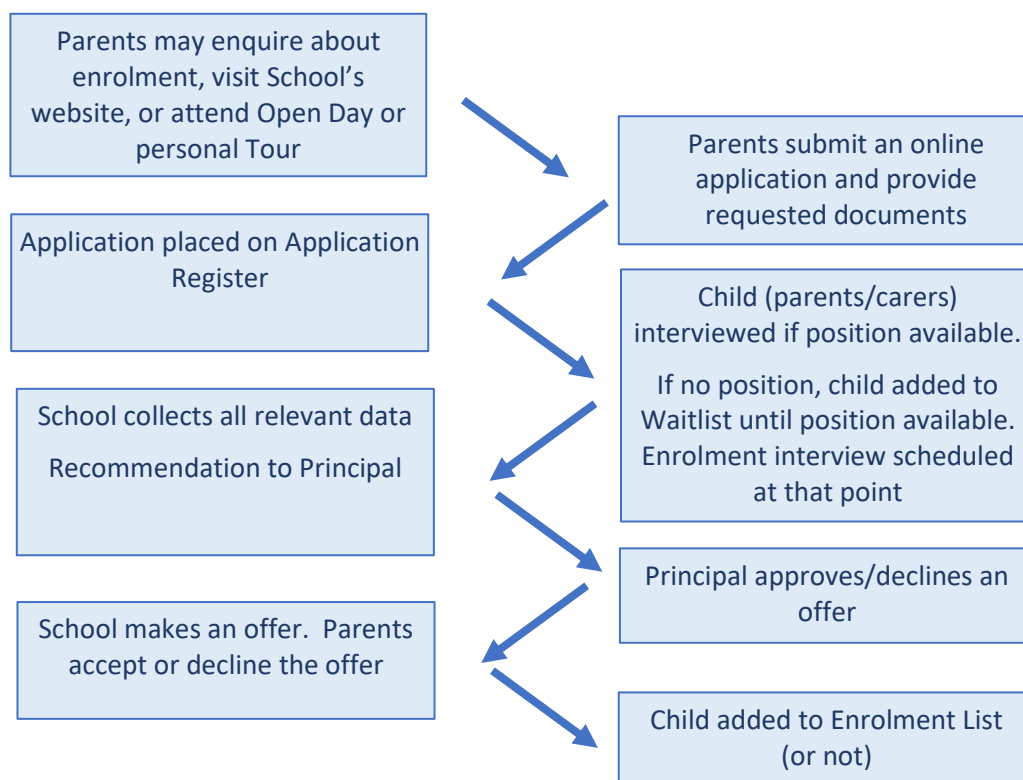 Parents may enquire about
enrolment, visit School’s
website, or attend Open Day or
personal Tour
Parents submit an online
application and provide
requested documents
Application placed on Application
Register
Child (parents/carers)
interviewed if position available.
If no position, child added to
Waitlist until position available.
Enrolment interview scheduled
at that point
School collects all relevant data
Recommendation to Principal
Principal approves/declines an
offer
School makes an offer.  Parents
accept or decline the offer
Child added to Enrolment List
(or not)